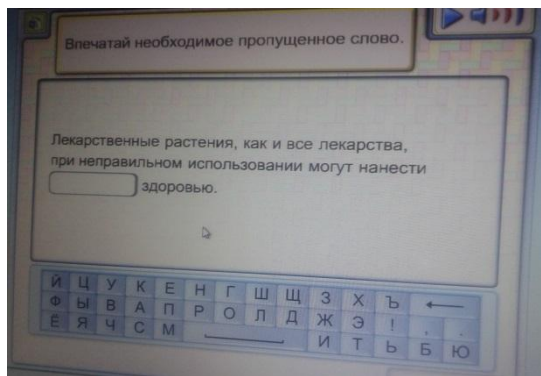 Впечатай необходимое пропущенное слово.
Лекарственные растения, как и все лекарства,
при неправильном использовании могут нанести
здоровью.
Й Ц У К Е Н Г Ш Щ З Х Ъ ←
Ф Ы В А П Р О Л Д Ж Э ! , .
Ё Я Ч С М И Т Ь Б Ю